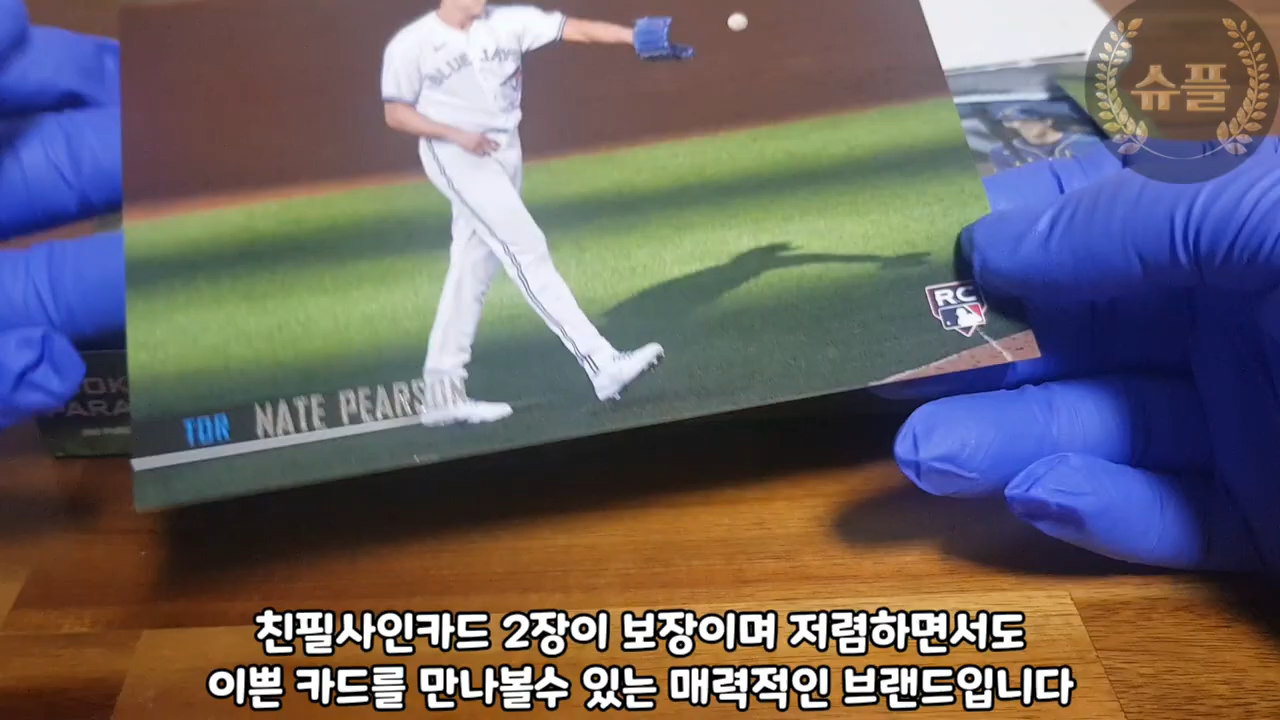 슈플
BLUE JAYS
RC
TOR NATE PEARSON
친필사인카드 2장이 보장이며 저렴하면서도
이쁜 카드를 만나볼수 있는 매력적인 브랜드입니다